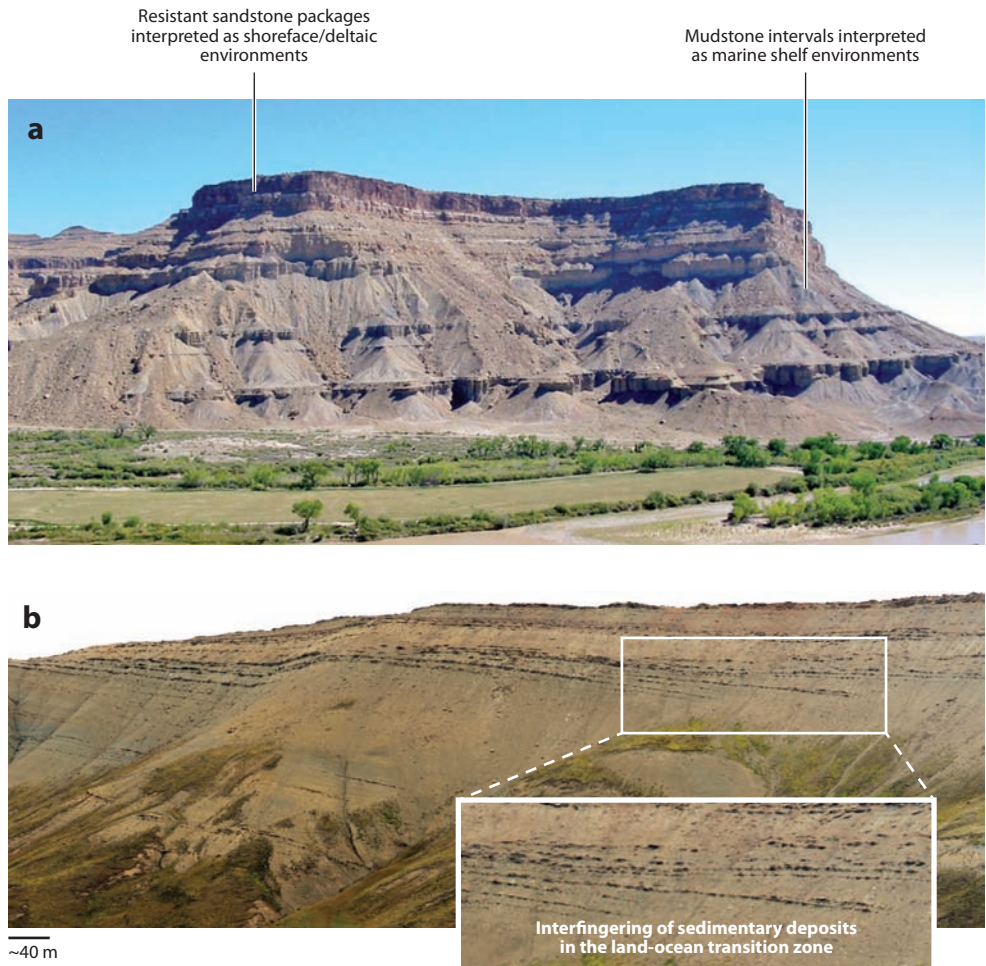 Resistant sandstone packages
interpreted as shoreface/deltaic
environments
Mudstone intervals interpreted
as marine shelf environments
a
b
Interfingering of sedimentary deposits
in the land-ocean transition zone
~40 m